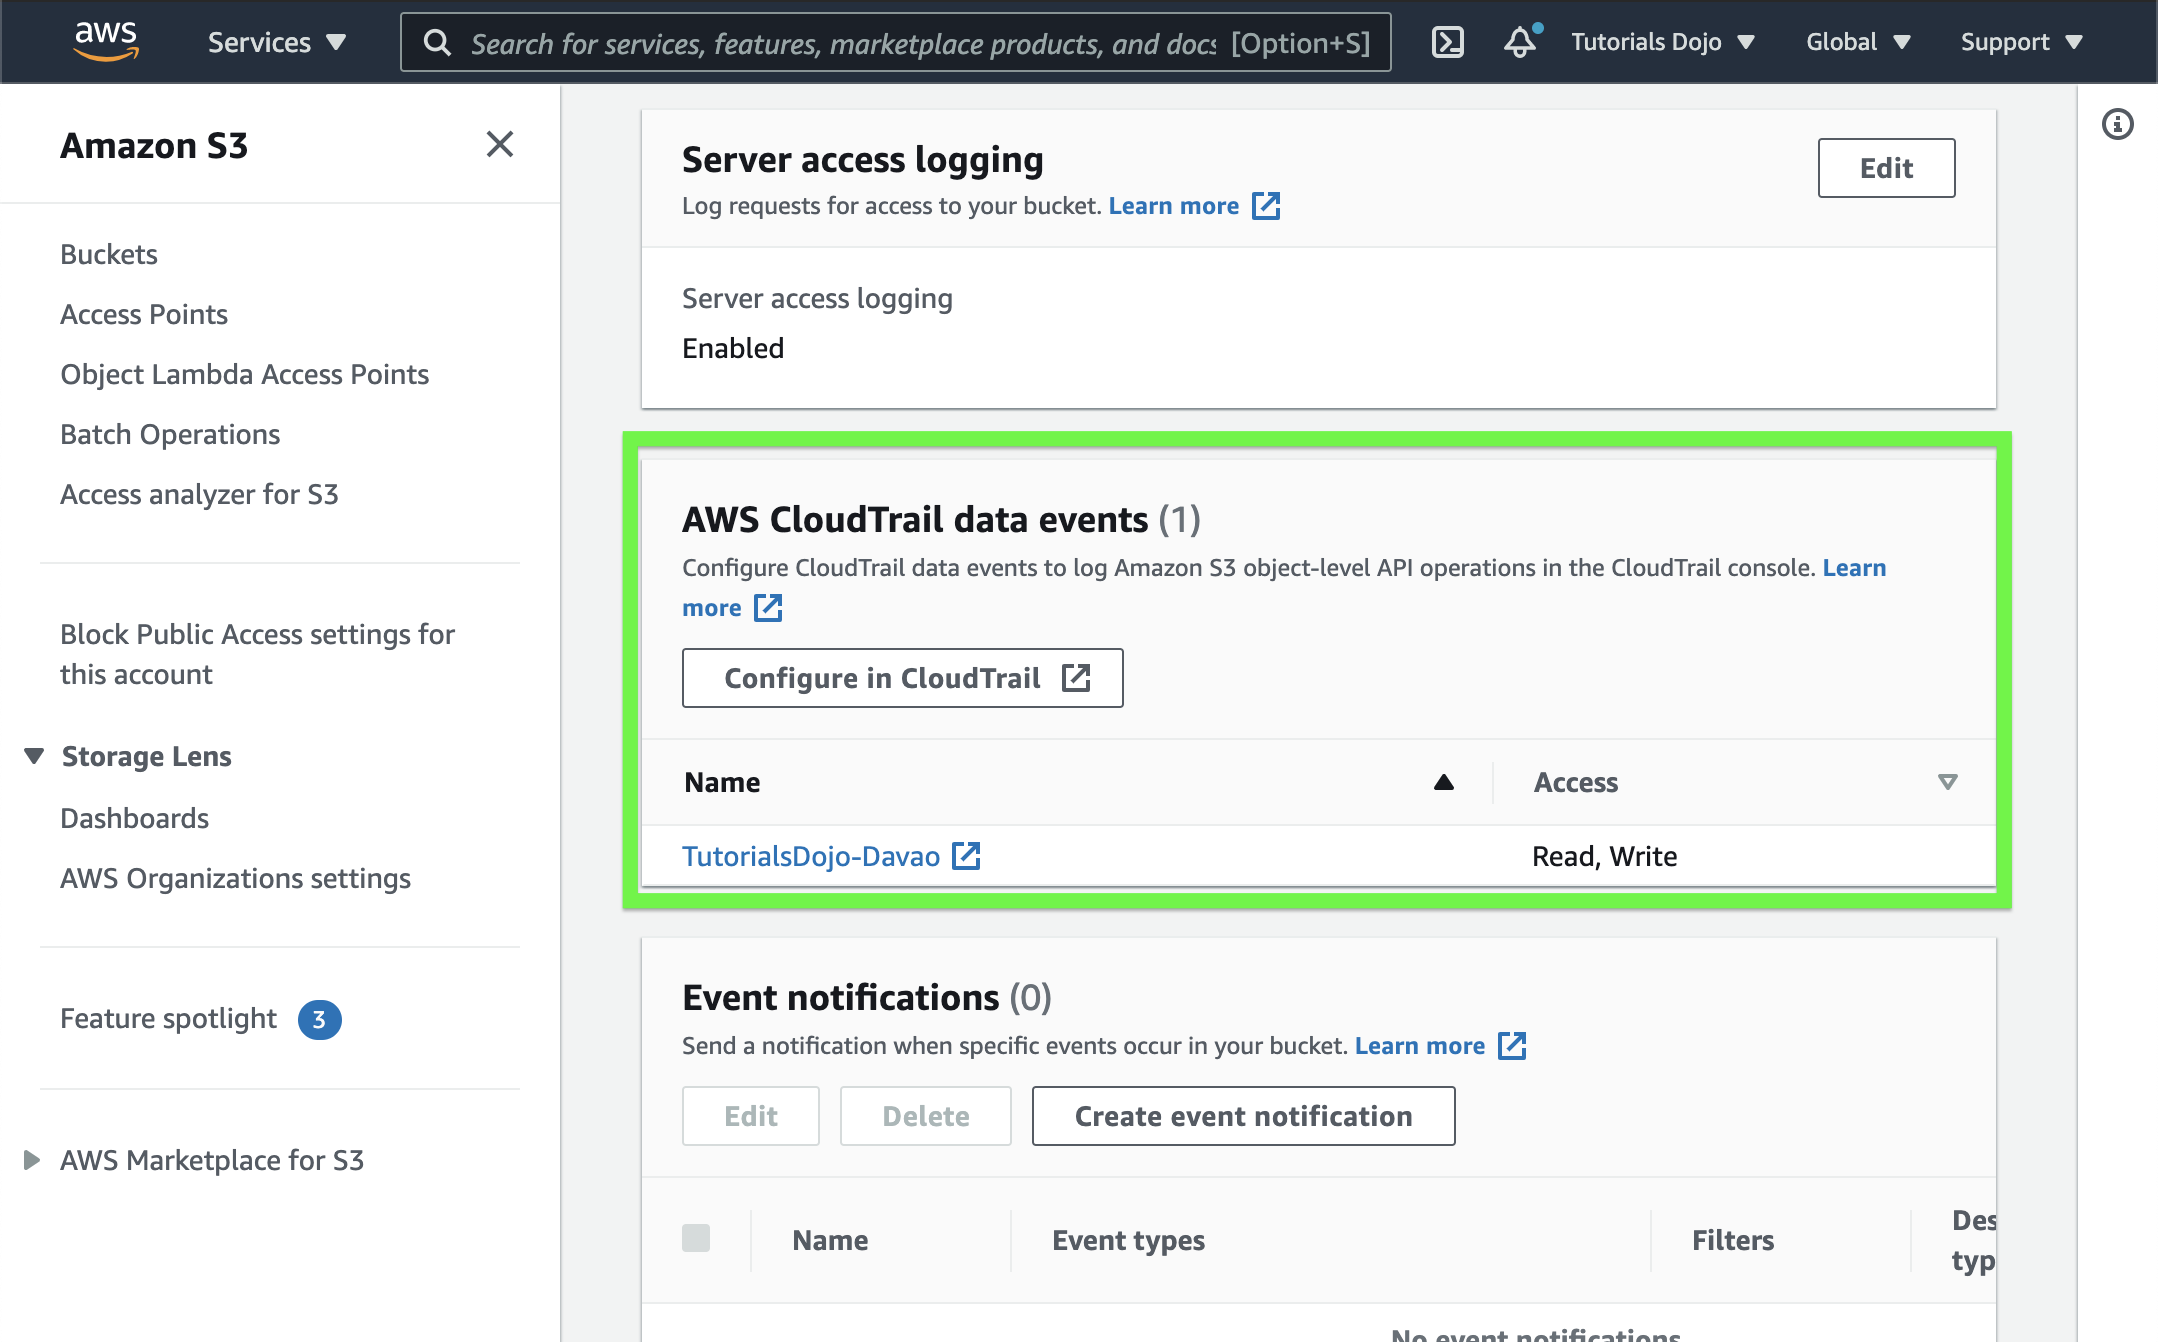 aws
Services
Search for services, features, marketplace products, and docs [Option+S]
Tutorials Dojo
Global
Support
Amazon S3
Buckets
Access Points
Object Lambda Access Points
Batch Operations
Access analyzer for S3
Block Public Access settings for
this account
Storage Lens
Dashboards
AWS Organizations settings
Feature spotlight 3
AWS Marketplace for S3
Server access logging
Edit
Log requests for access to your bucket. Learn more
Server access logging
Enabled
AWS CloudTrail data events (1)
Configure CloudTrail data events to log Amazon S3 object-level API operations in the CloudTrail console. Learn
more
Configure in CloudTrail
Name Access
TutorialsDojo-Davao Read, Write
Event notifications (0)
Send a notification when specific events occur in your bucket. Learn more
Edit Delete Create event notification
Name Event types Filters
Des
typ
No event notifications